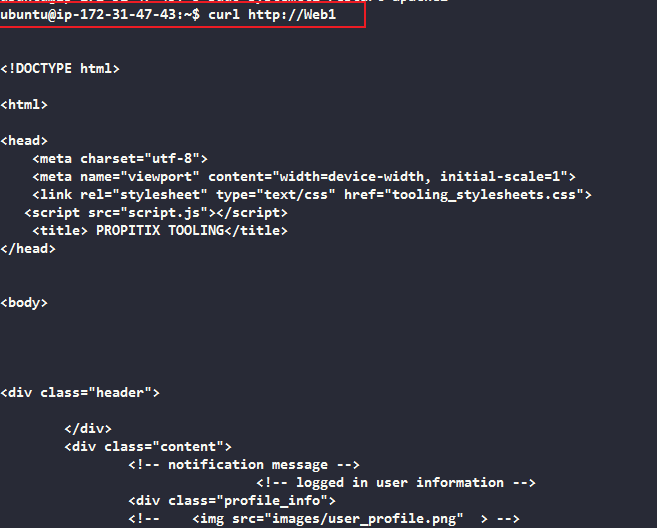 ubuntu@ip-172-31-47-43:~$ curl http://Web1
<!DOCTYPE html>
<html>
<head>
    <meta charset="utf-8">
    <meta name="viewport" content="width=device-width, initial-scale=1">
    <link rel="stylesheet" type="text/css" href="tooling_stylesheets.css">
   <script src="script.js"></script>
    <title> PROPITIX TOOLING</title>
</head>
<body>
<div class="header">
        </div>
        <div class="content">
                <!-- notification message -->
                                <!-- logged in user information -->
                <div class="profile_info">
                <!--    <img src="images/user_profile.png"  > -->